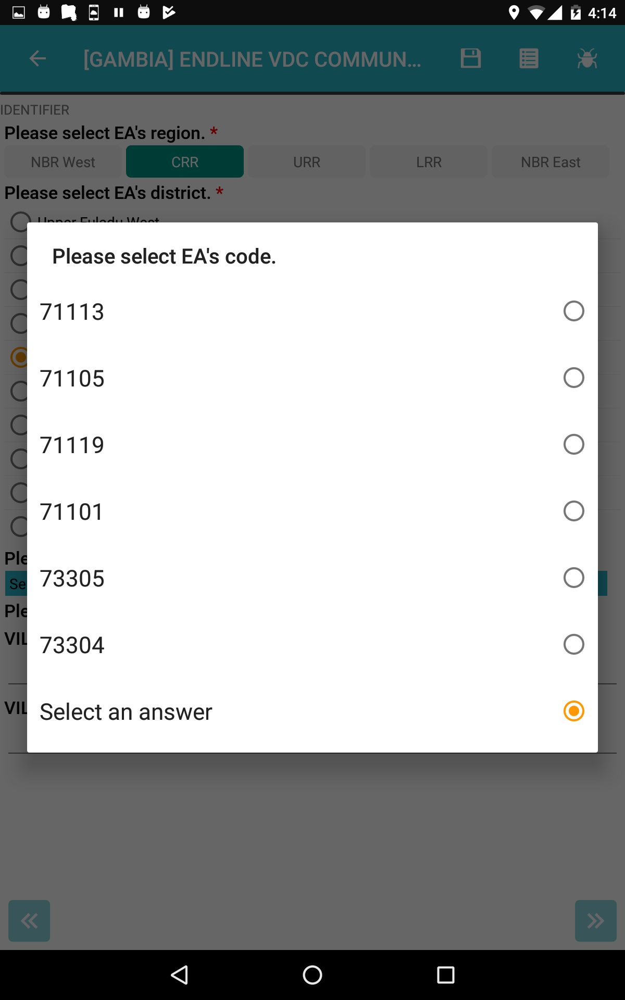 4:14
[GAMBIA] ENDLINE VDC COMMUN...
IDENTIFIER
Please select EA's region. *
NBR West
CRR
URR
LRR
NBR East
Please select EA's district. *
Upper Fuladu West
Please select EA's code.
71113
71105
71119
71101
73305
73304
Select an answer
Ple
Se
Ple
VIL
VIL